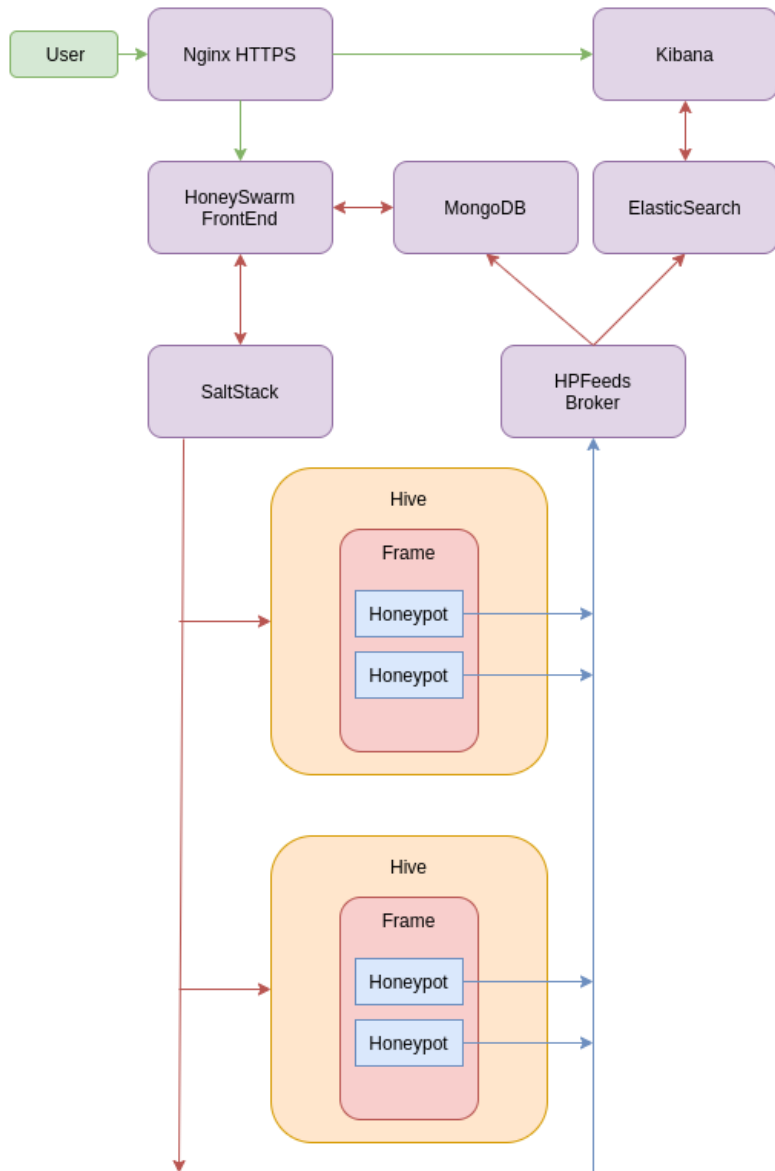 User
Nginx HTTPS
Kibana
HoneySwarm
FrontEnd
MongoDB
ElasticSearch
SaltStack
HPFeeds
Broker
Hive
Frame
Honeypot
Honeypot
Hive
Frame
Honeypot
Honeypot